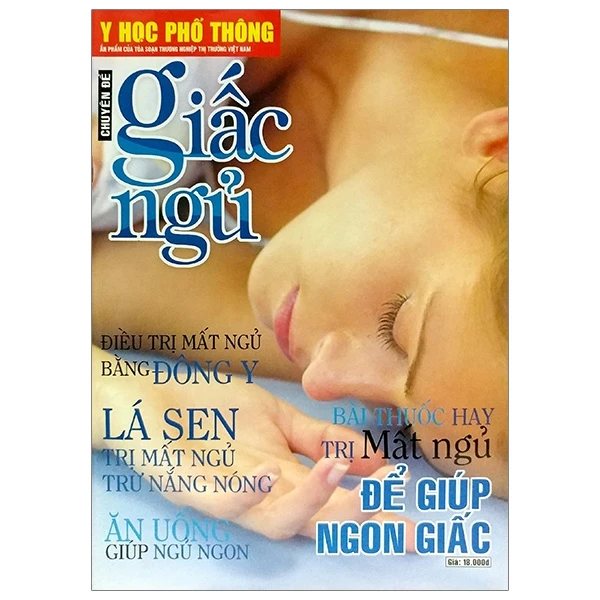 Y HỌC PHỔ THÔNG
ẤN PHẨM CỦA TÒA SOẠN THƯƠNG NGHIỆP THỊ TRƯỜNG VIỆT NAM
CHUYÊN ĐỀ
giấc
ngủ
ĐIỀU TRỊ MẤT NGỦ
BẰNG ĐÔNG Y
LÁ SEN
TRỊ MẤT NGỦ
TRỪ NẮNG NÓNG
ĂN UỐNG
GIÚP NGỦ NGON
BÀI THUỐC HAY
TRỊ Mất ngủ
ĐỂ GIÚP
NGON GIẤC
Giá: 18.000đ